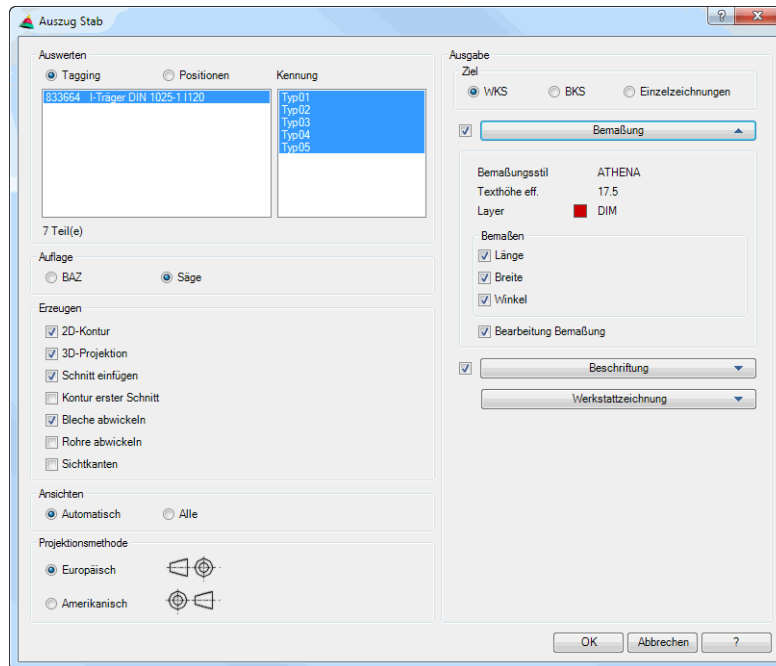 Auszug Stab
Auswerten
Tagging Positionen Kennung
833664 I-Träger DIN 1025-1 I120
Typ01
Typ02
Typ03
Typ04
Typ05
7 Teil(e)
Auflage
BAZ Säge
Erzeugen
2D-Kontur
3D-Projektion
Schnitt einfügen
Kontur erster Schnitt
Bleche abwickeln
Rohre abwickeln
Sichtkanten
Ansichten
Automatisch Alle
Projektionsmethode
Europäisch
Amerikanisch
Ausgabe
Ziel
WKS BKS Einzelzeichnungen
Bemaßung
Bemaßungsstil ATHENA
Texthöhe eff. 17.5
Layer DIM
Bemaßen
Länge
Breite
Winkel
Bearbeitung Bemaßung
Beschriftung
Werkstattzeichnung
OK Abbrechen ?